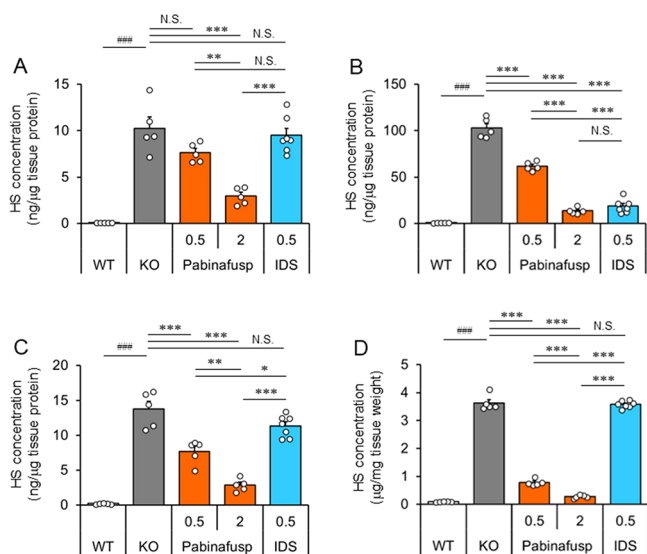 A
N.S.
***
N.S.
###
**
N.S.
***
HS concentration
(ng/μg tissue protein)
15
10
5
0
0.5 2 0.5
WT KO Pabinafusp IDS
B
***
***
***
###
***
***
N.S.
HS concentration
(ng/μg tissue protein)
150
100
50
0
0.5 2 0.5
WT KO Pabinafusp IDS
C
N.S.
***
***
###
**
*
***
HS concentration
(ng/μg tissue protein)
20
15
10
5
0
0.5 2 0.5
WT KO Pabinafusp IDS
D
N.S.
***
***
###
***
***
***
HS concentration
(μg/mg tissue weight)
5
4
3
2
1
0
0.5 2 0.5
WT KO Pabinafusp IDS